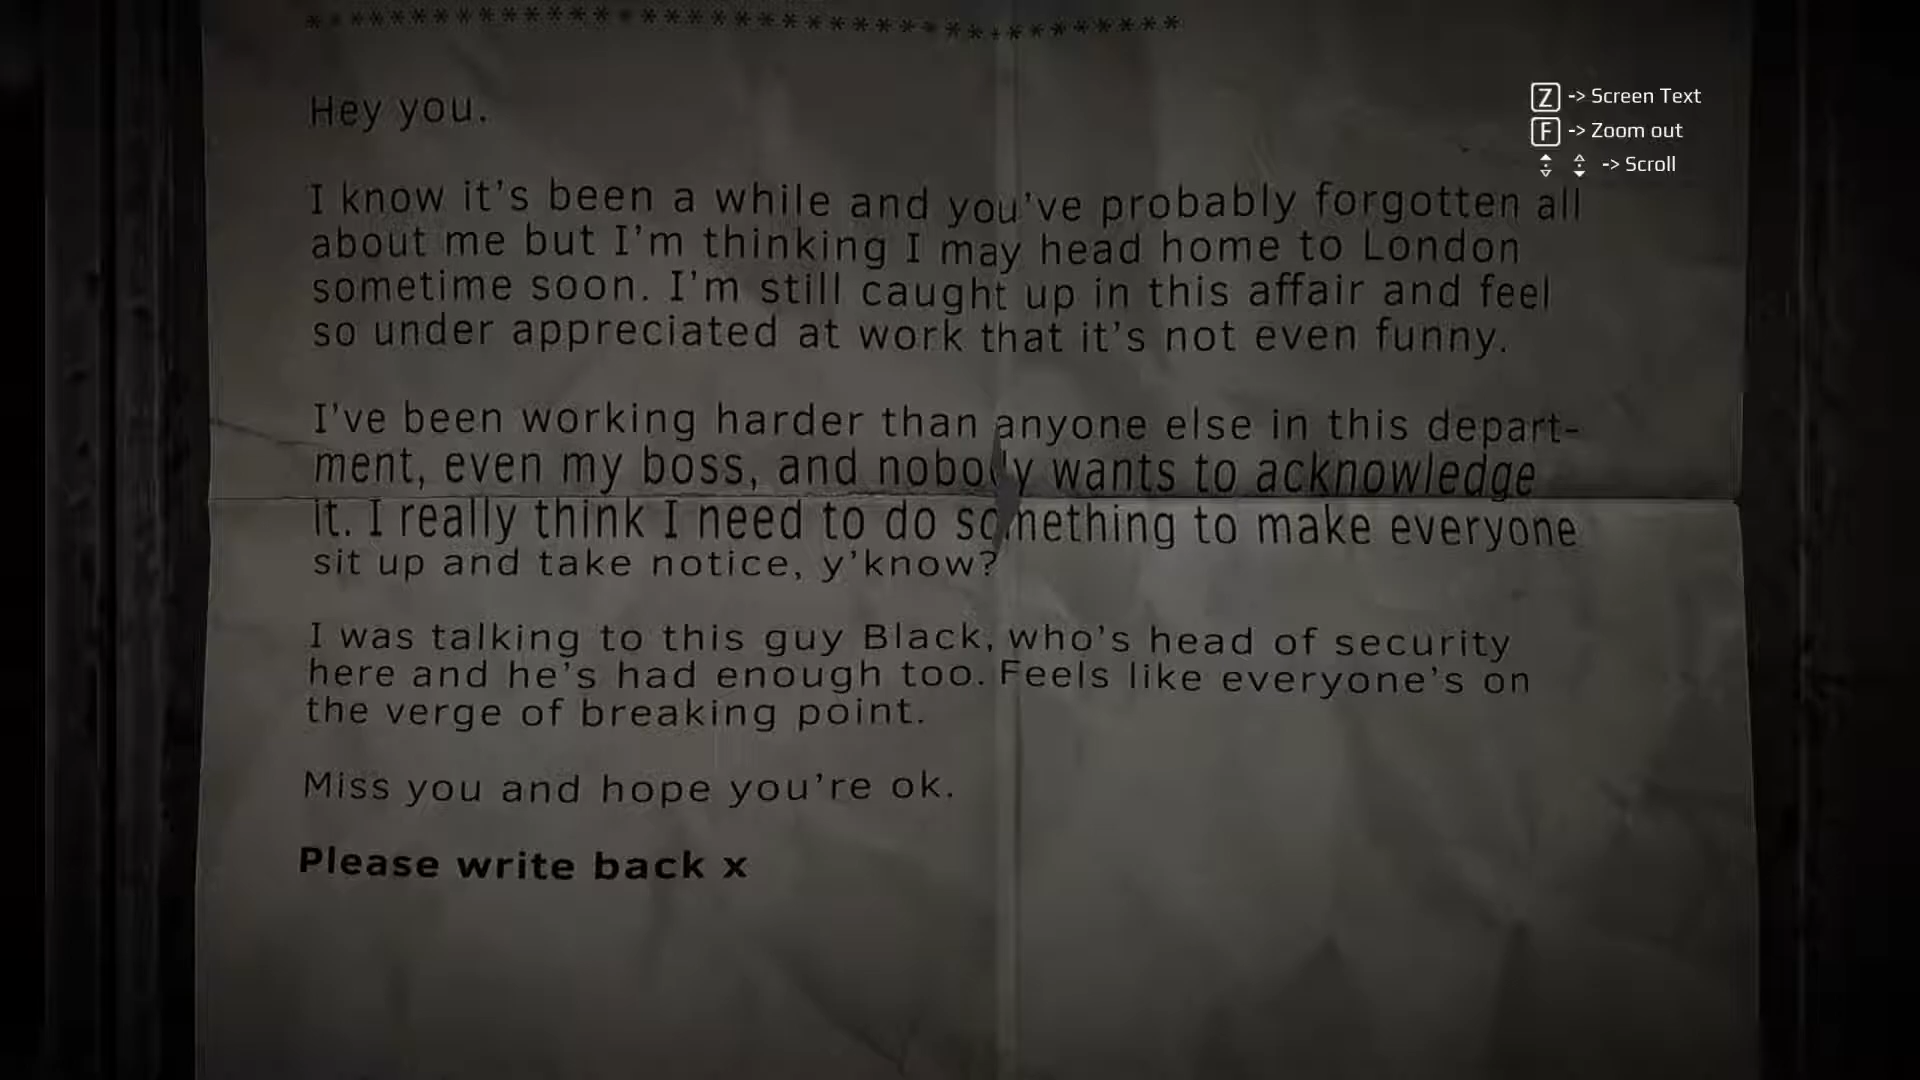 **************************************
Hey you.
I know it's been a while and you've probably forgotten all
about me but I'm thinking I may head home to London
sometime soon. I'm still caught up in this affair and feel
so under appreciated at work that it's not even funny.
I've been working harder than anyone else in this depart-
ment, even my boss, and nobody wants to acknowledge
it. I really think I need to do something to make everyone
sit up and take notice, y'know?
I was talking to this guy Black, who's head of security
here and he's had enough too. Feels like everyone's on
the verge of breaking point.
Miss you and hope you're ok.
Please write back x
Z -> Screen Text
F -> Zoom out
-> Scroll